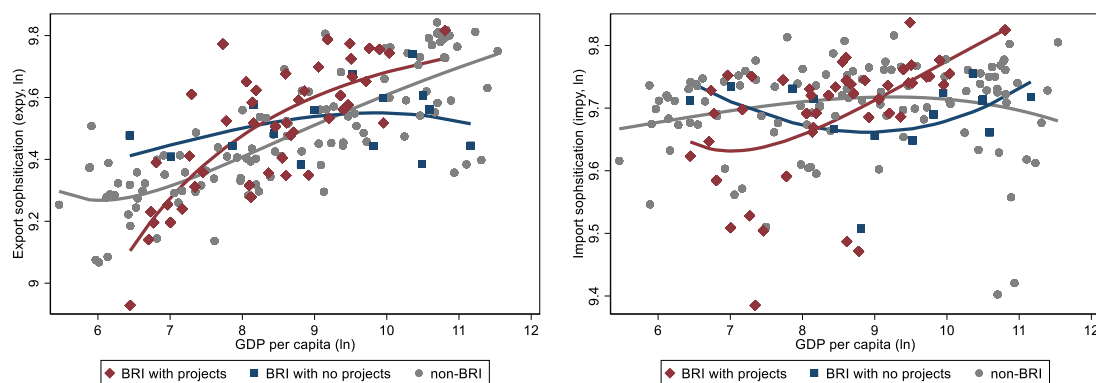 Export sophsitication (expy, ln)
9.8
9.6
9.4
9.2
9
6 7 8 9 10 11 12
GDP per capita (ln)
BRI with projects BRI with no projects non-BRI
Import sophsitication (impy, ln)
9.8
9.7
9.6
9.5
9.4
6 7 8 9 10 11 12
GDP per capita (ln)
BRI with projects BRI with no projects non-BRI